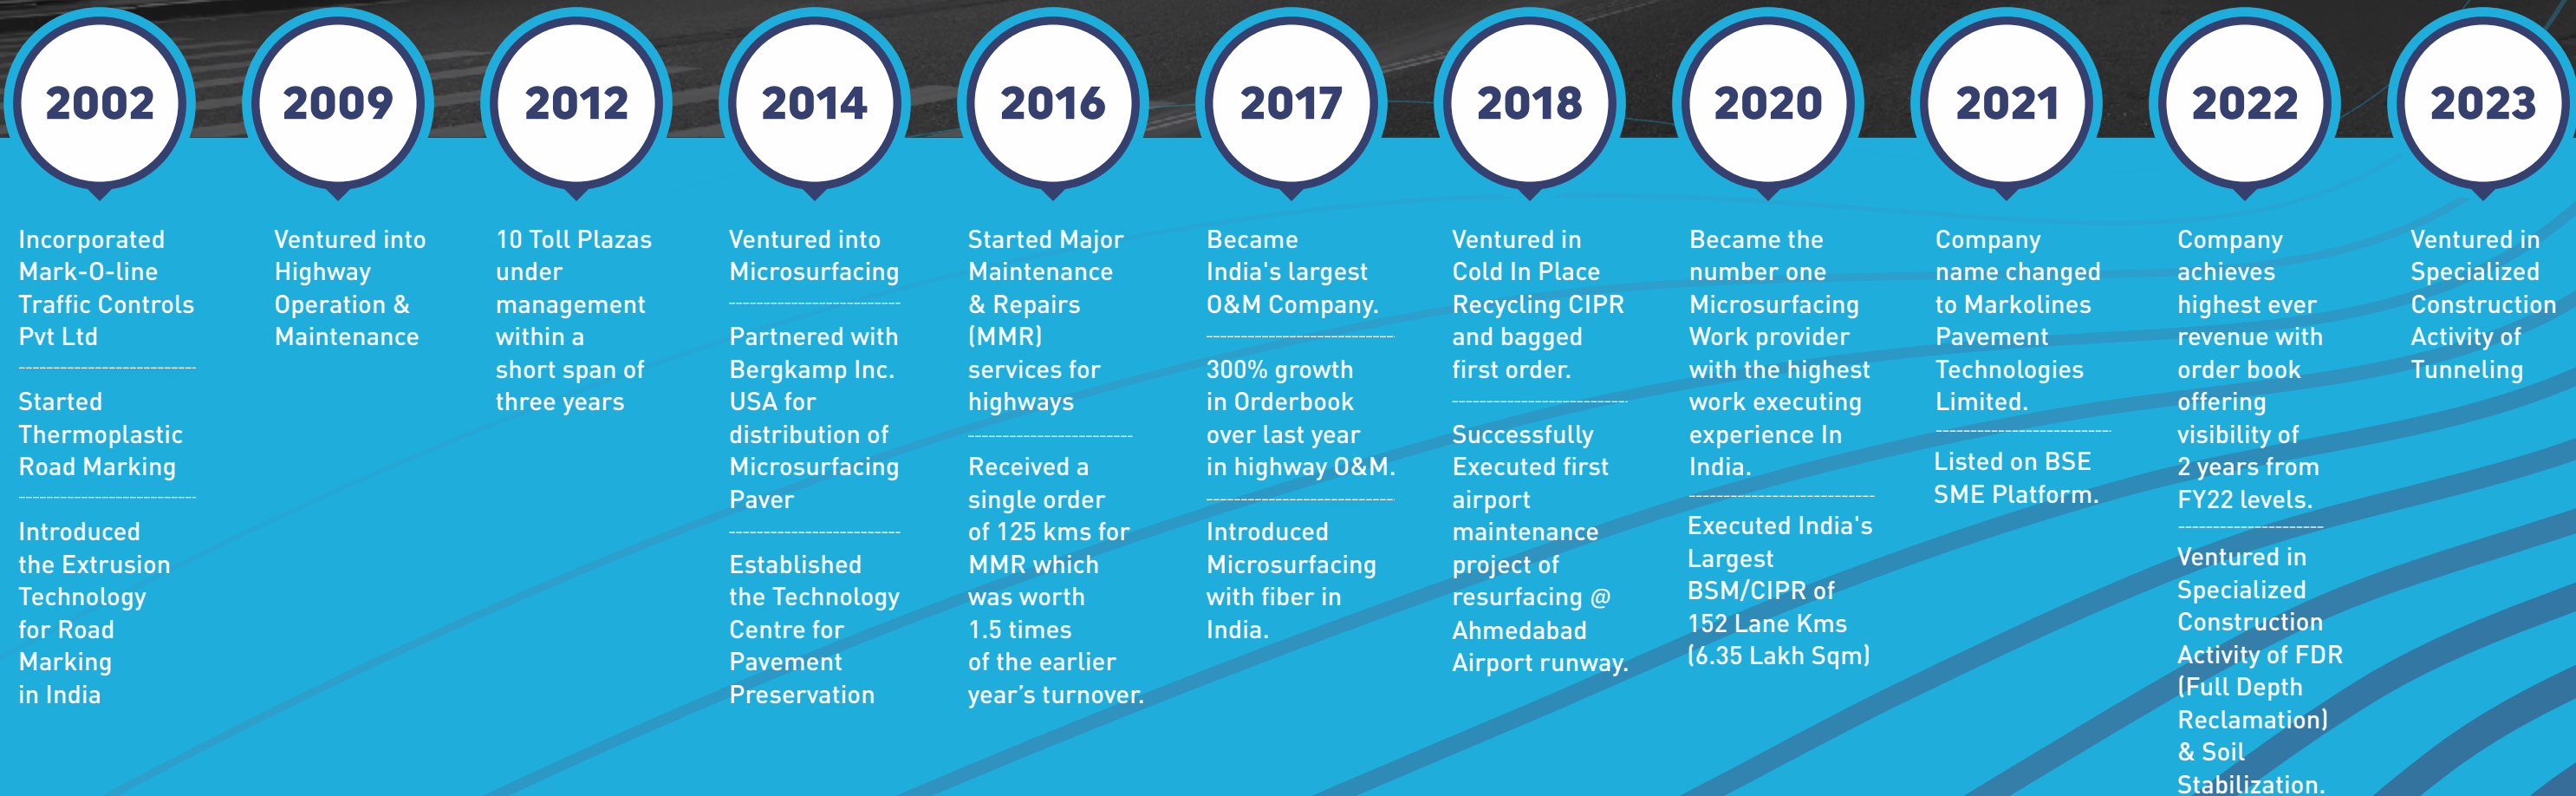 2002
Incorporated
Mark-O-line
Traffic Controls
Pvt Ltd
Started
Thermoplastic
Road Marking
Introduced
the Extrusion
Technology
for Road
Marking
in India
2009
Ventured into
Highway
Operation &
Maintenance
2012
10 Toll Plazas
under
management
within a
short span of
three years
2014
Ventured into
Microsurfacing
Partnered with
Bergkamp Inc.
USA for
distribution of
Microsurfacing
Paver
Established
the Technology
Centre for
Pavement
Preservation
2016
Started Major
Maintenance
& Repairs
(MMR)
services for
highways
Received a
single order
of 125 kms for
MMR which
was worth
1.5 times
of the earlier
year’s turnover.
2017
Became
India's largest
O&M Company.
300% growth
in Orderbook
over last year
in highway O&M.
Introduced
Microsurfacing
with fiber in
India.
2018
Ventured in
Cold In Place
Recycling CIPR
and bagged
first order.
Successfully
Executed first
airport
maintenance
project of
resurfacing @
Ahmedabad
Airport runway.
2020
Became the
number one
Microsurfacing
Work provider
with the highest
work executing
experience In
India.
Executed India's
Largest
BSM/CIPR of
152 Lane Kms
(6.35 Lakh Sqm)
2021
Company
name changed
to Markolines
Pavement
Technologies
Limited.
Listed on BSE
SME Platform.
2022
Company
achieves
highest ever
revenue with
order book
offering
visibility of
2 years from
FY22 levels.
Ventured in
Specialized
Construction
Activity of FDR
(Full Depth
Reclamation)
& Soil
Stabilization.
2023
Ventured in
Specialized
Construction
Activity of
Tunneling